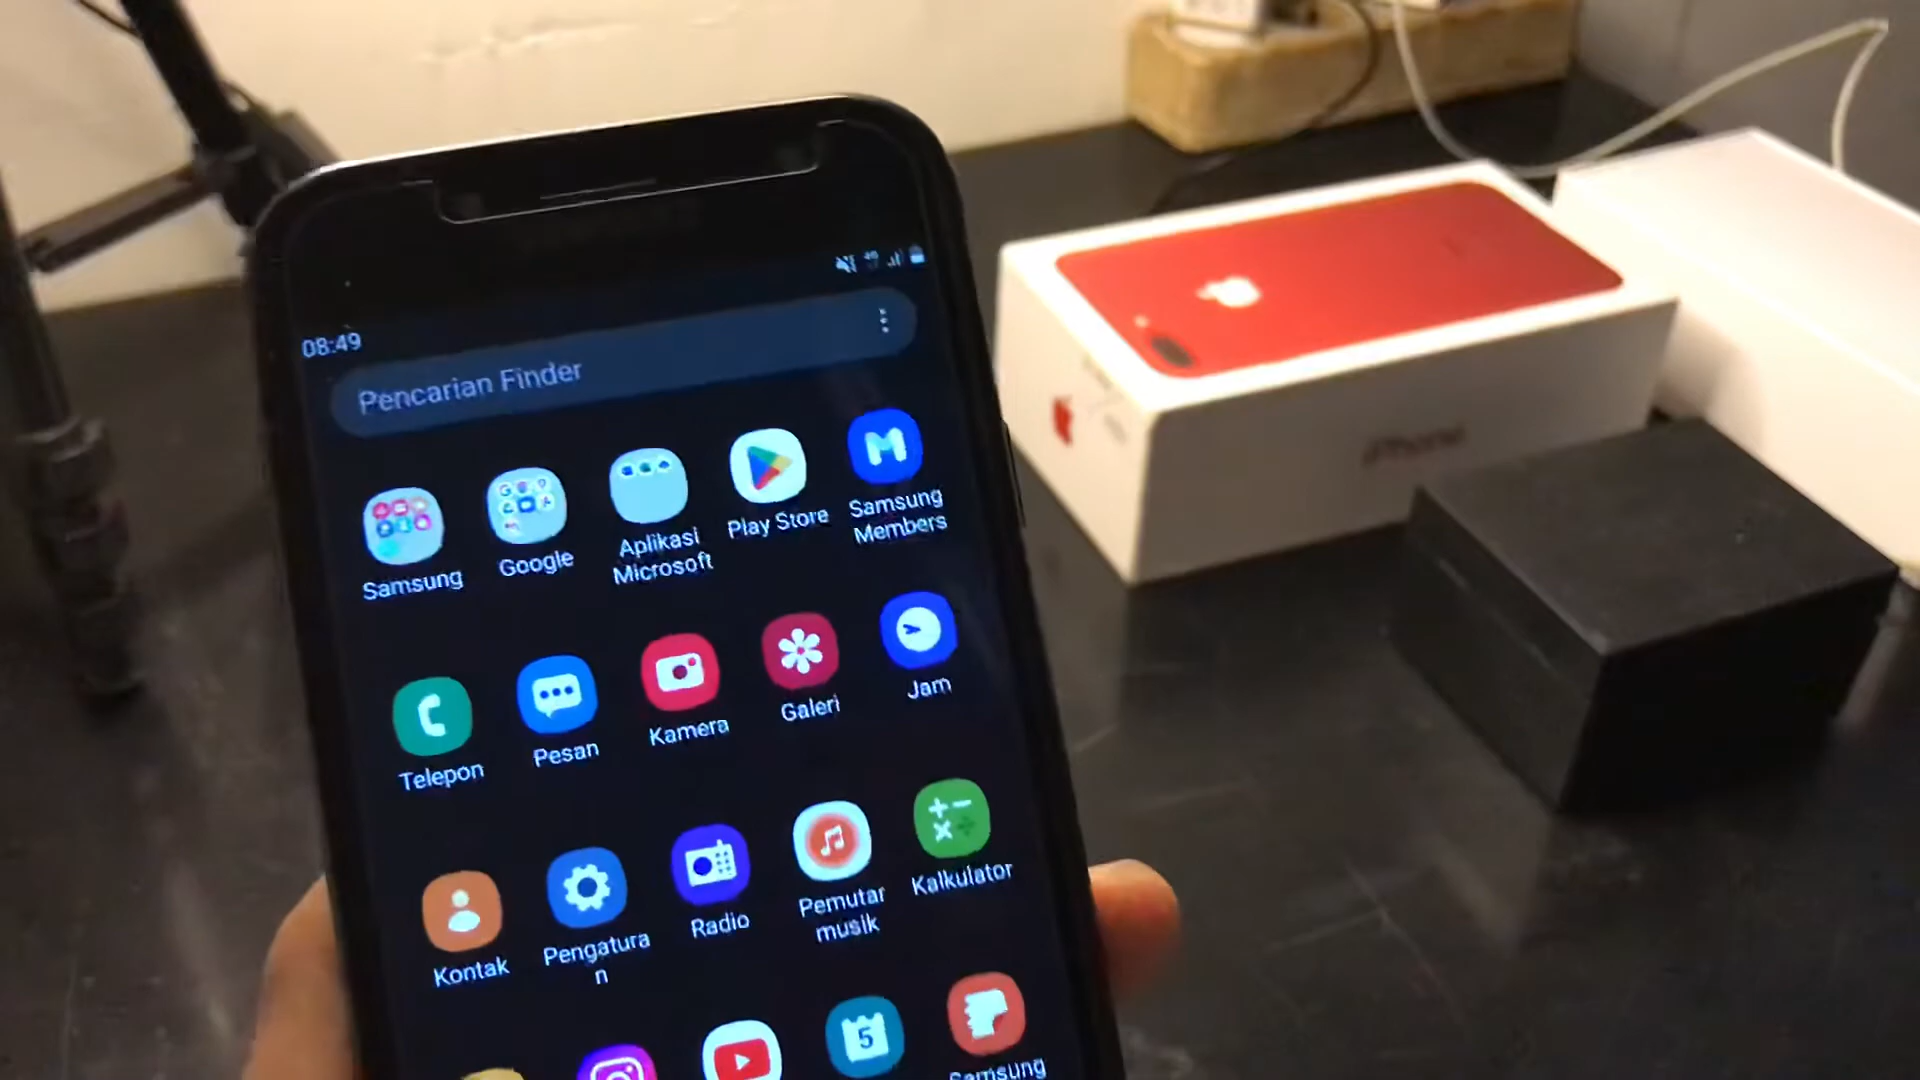 08:49
Pencarian Finder
Samsung
Google
Aplikasi
Microsoft
Play Store
Samsung
Members
Telepon
Pesan
Kamera
Galeri
Jam
Kontak
Pengatura
n
Radio
Pemutar
musik
Kalkulator
5
Samsung
iPhone